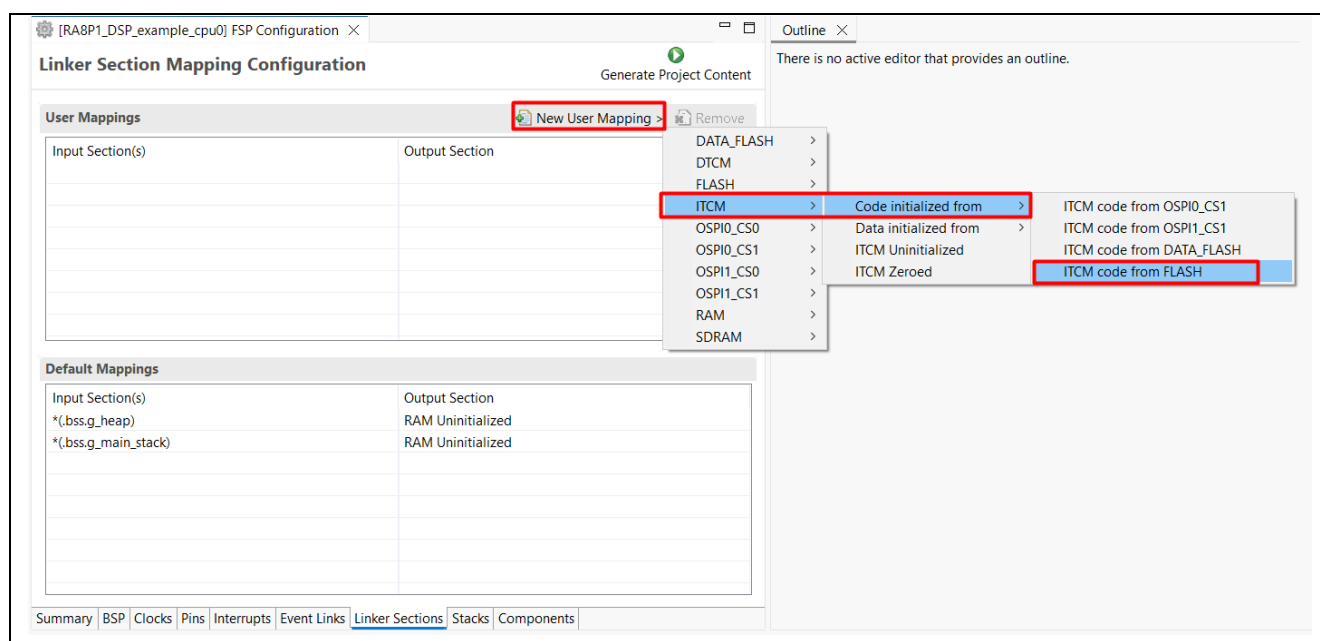 [RA8P1_DSP_example_cpu0] FSP Configuration
Outline
Linker Section Mapping Configuration
Generate Project Content
There is no active editor that provides an outline.
User Mappings
New User Mapping >
Remove
Input Section(s)
Output Section
DATA_FLASH >
DTCM >
FLASH >
ITCM >
OSPI0_CS0 >
OSPI0_CS1 >
OSPI1_CS0 >
OSPI1_CS1 >
RAM >
SDRAM >
Code initialized from >
Data initialized from >
ITCM Uninitialized
ITCM Zeroed
ITCM code from OSPI0_CS1
ITCM code from OSPI1_CS1
ITCM code from DATA_FLASH
ITCM code from FLASH
Default Mappings
Input Section(s) Output Section
*(.bss.g_heap) RAM Uninitialized
*(.bss.g_main_stack) RAM Uninitialized
Summary BSP Clocks Pins Interrupts Event Links Linker Sections Stacks Components